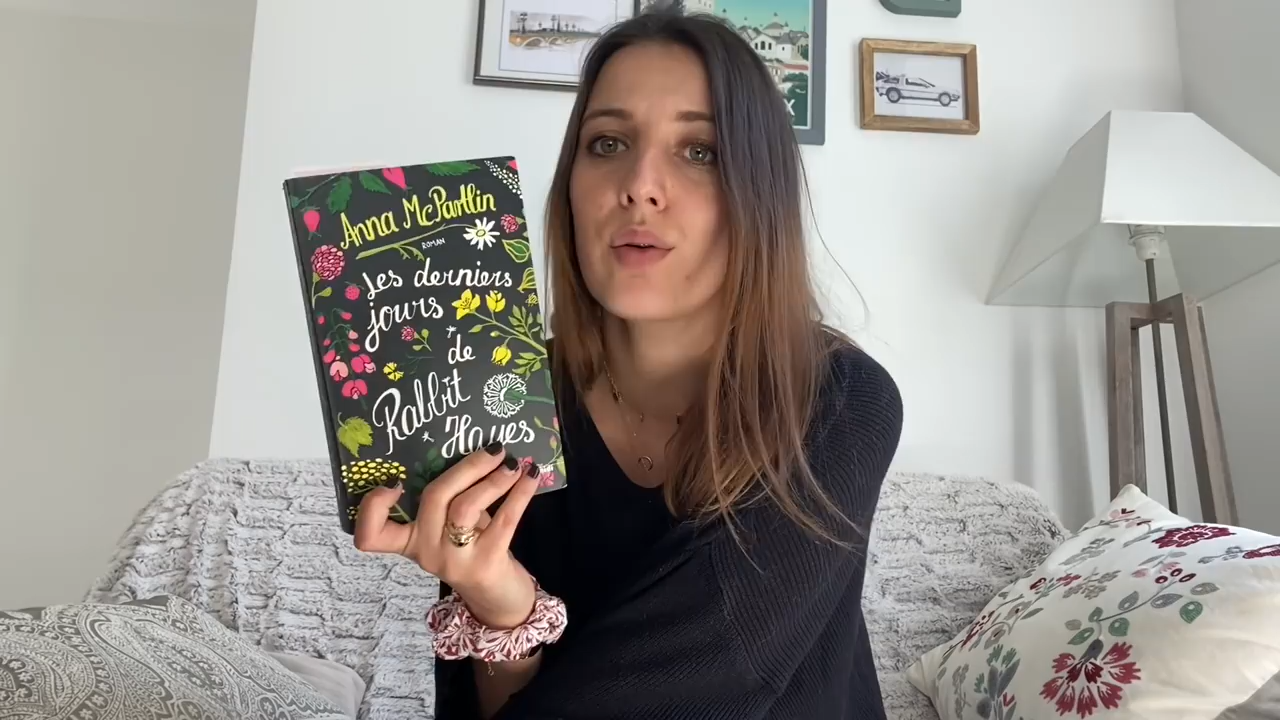 Anna McPartlin
ROMAN
Les derniers
jours
de
Rabbit
Hayes
X